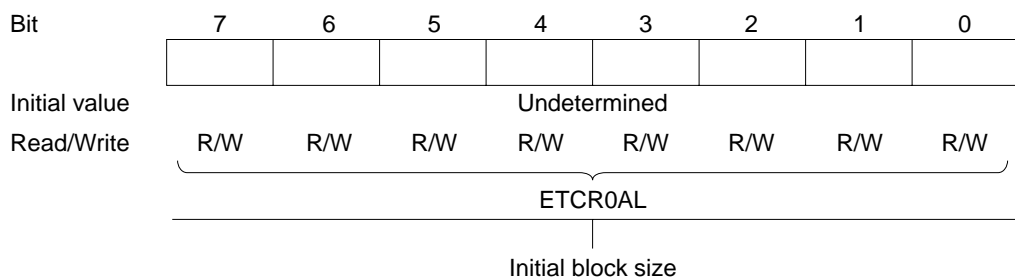 Bit 7 6 5 4 3 2 1 0
Initial value Undetermined
Read/Write R/W R/W R/W R/W R/W R/W R/W R/W
ETCR0AL
Initial block size